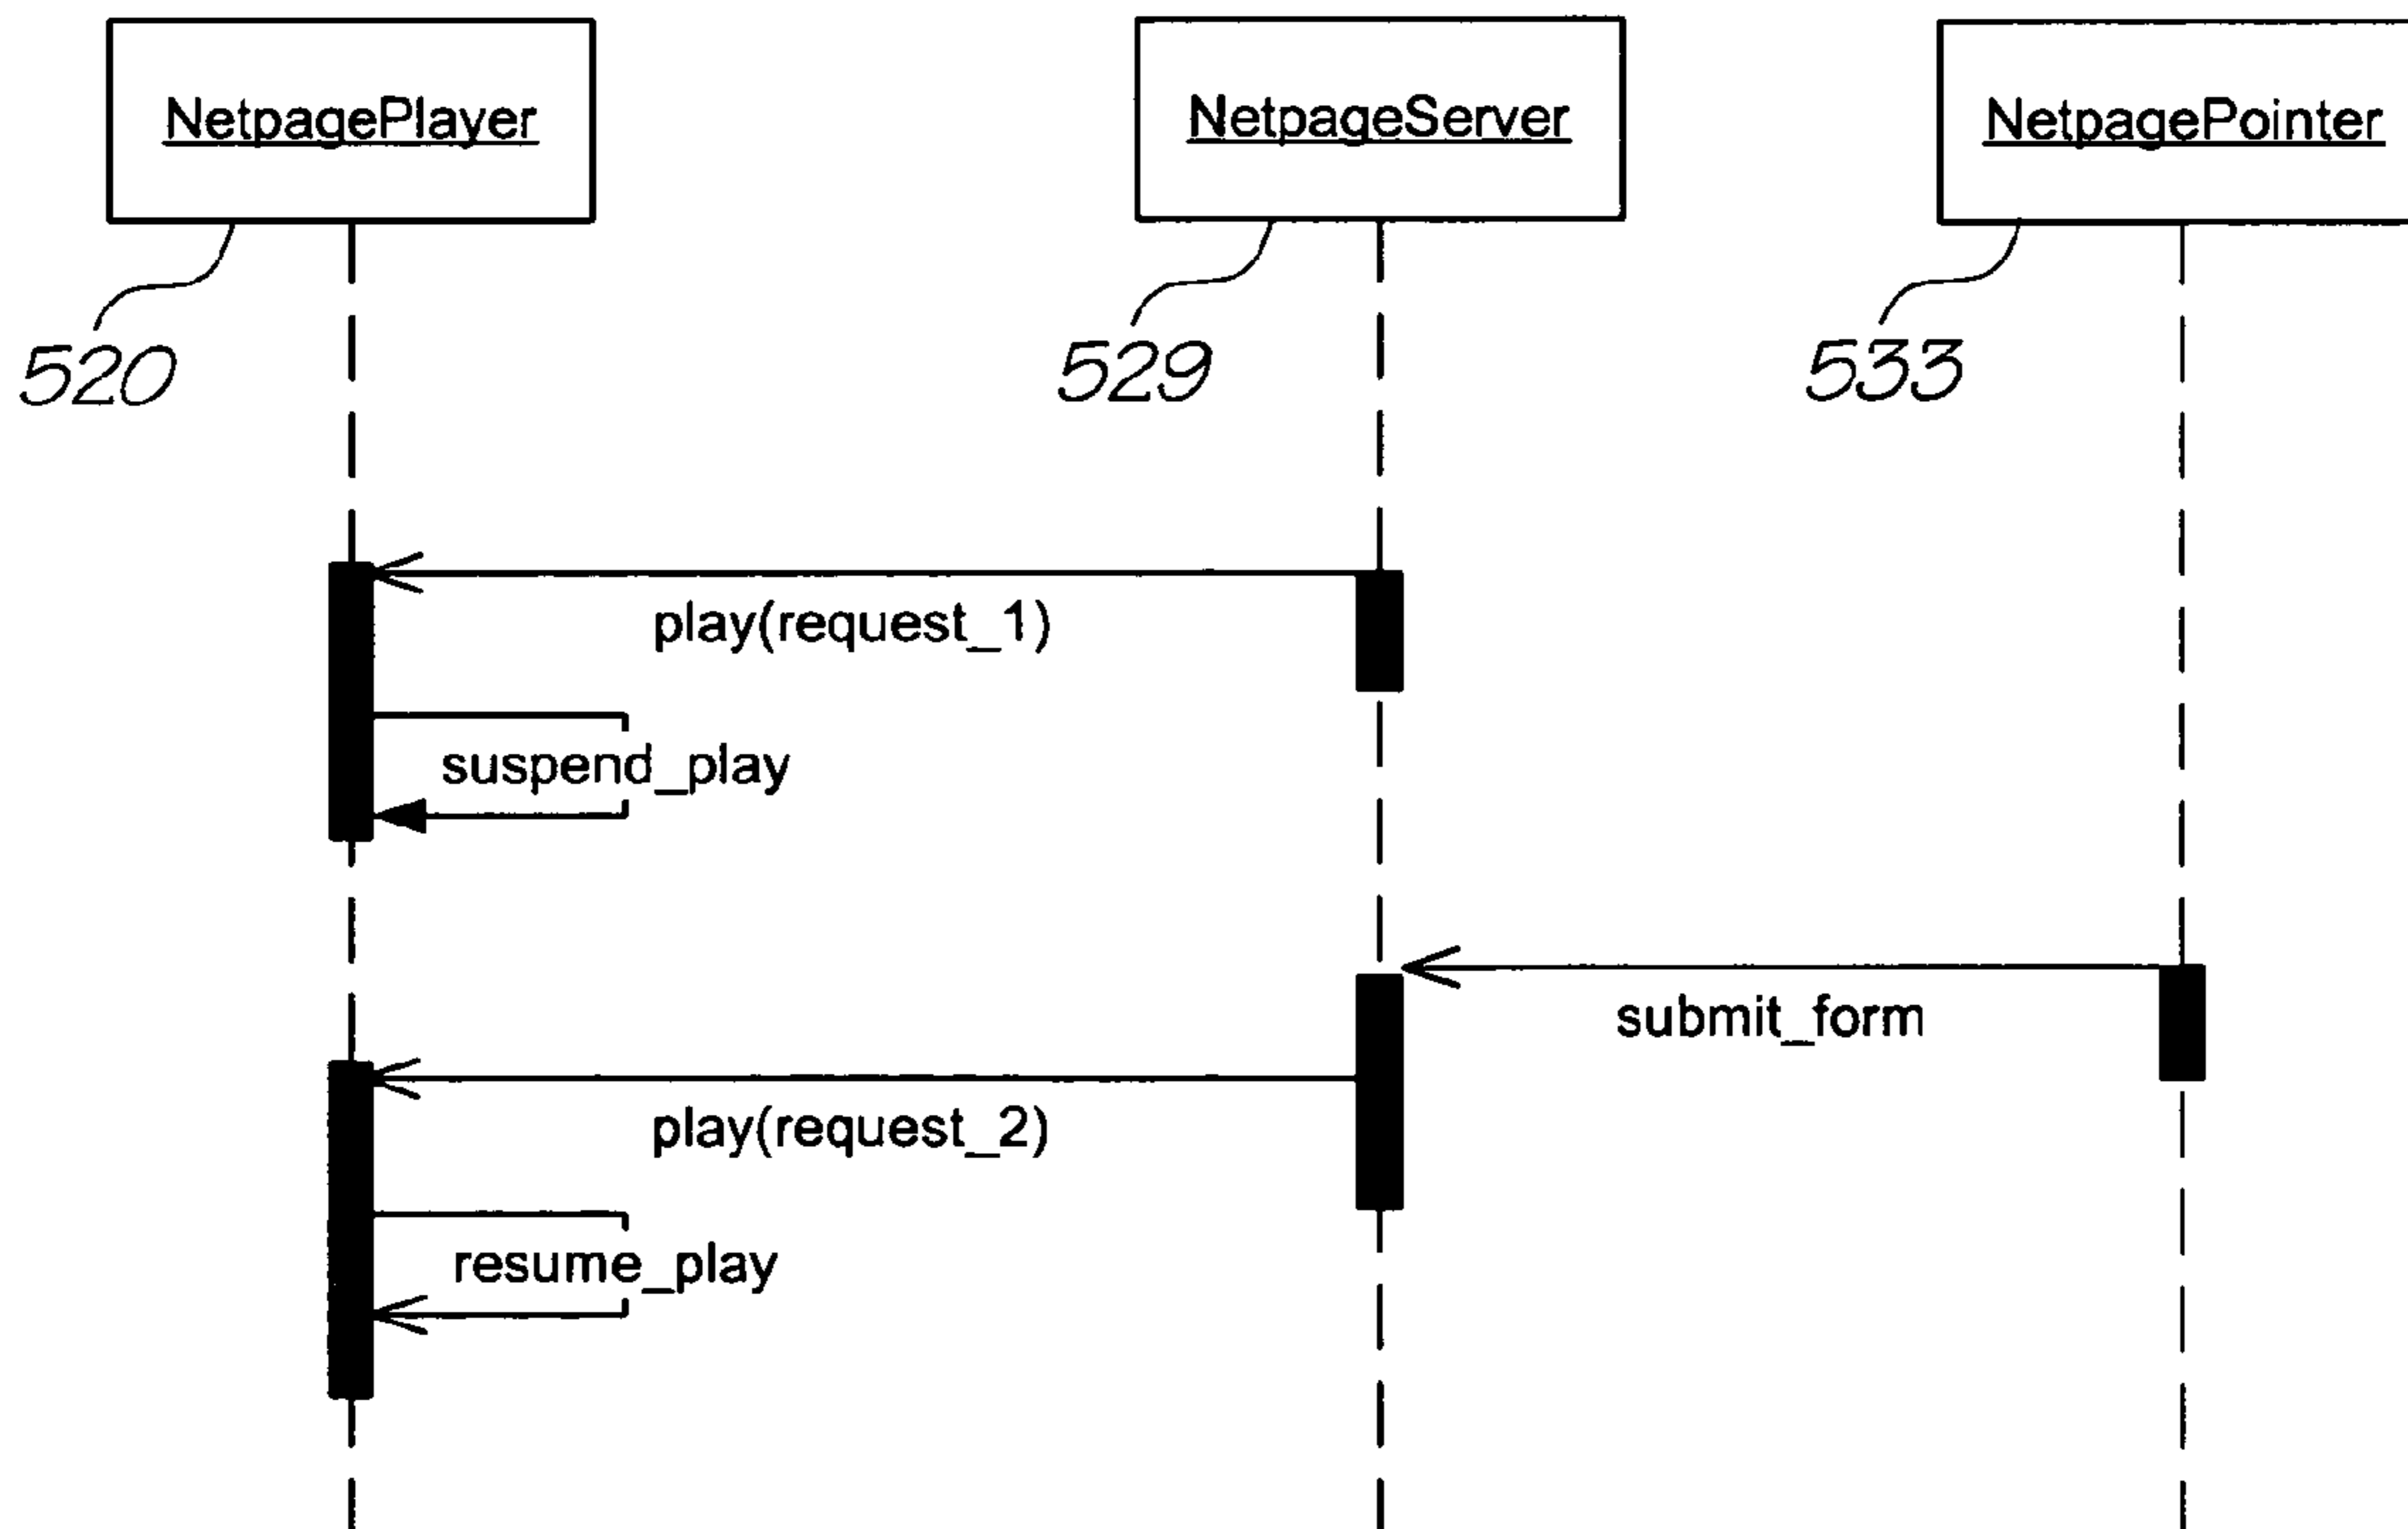 NetpagePlayer
NetpageServer
NetpagePointer
520
529
533
play(request_1)
suspend_play
submit_form
play(request_2)
resume_play